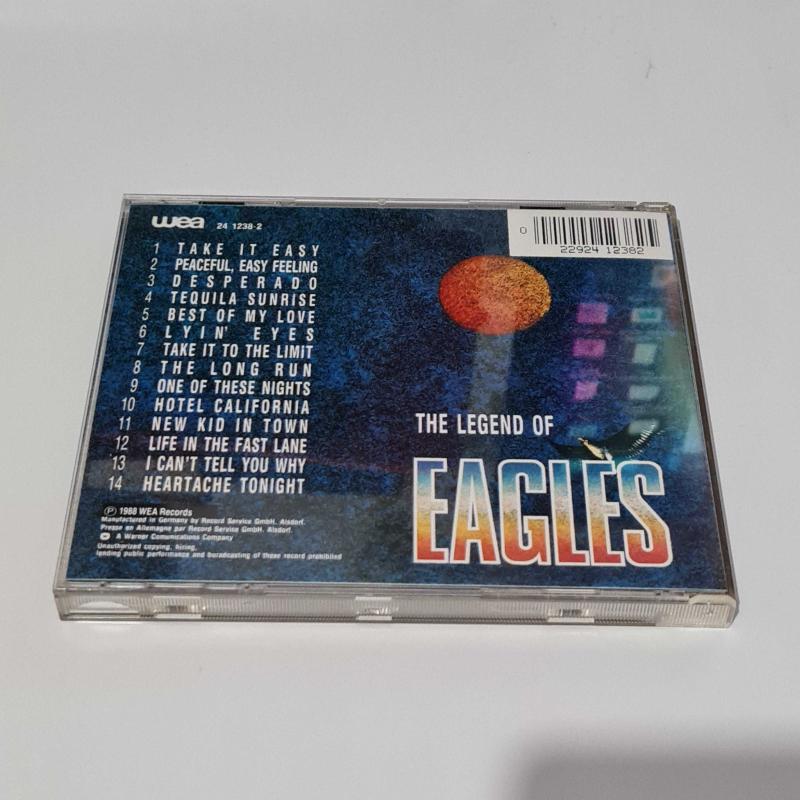 wea 24 1238-2
0 22924 12382
1 TAKE IT EASY
2 PEACEFUL, EASY FEELING
3 DESPERADO
4 TEQUILA SUNRISE
5 BEST OF MY LOVE
6 LYIN' EYES
7 TAKE IT TO THE LIMIT
8 THE LONG RUN
9 ONE OF THESE NIGHTS
10 HOTEL CALIFORNIA
11 NEW KID IN TOWN
12 LIFE IN THE FAST LANE
13 I CAN'T TELL YOU WHY
14 HEARTACHE TONIGHT
THE LEGEND OF
EAGLES
Ⓟ 1988 WEA Records
Manufactured in Germany by Record Service GmbH. Alsdorf.
Presse en Allemagne par Record Service GmbH. Alsdorf.
A Warner Comunications Company
Unauthorized copying, hiring,
lending public performance and boradcasting of those record prohibited